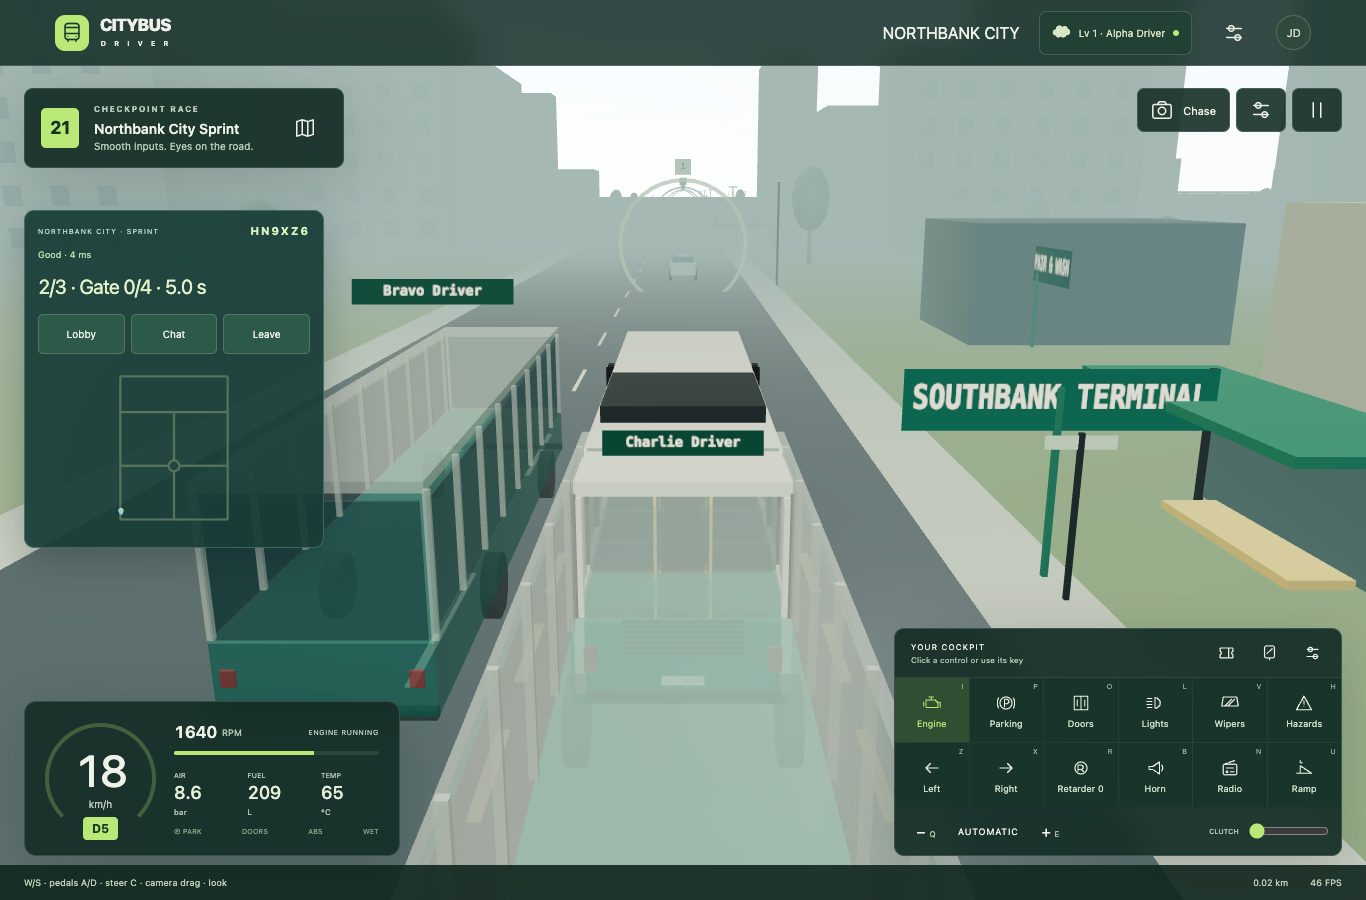 CITYBUS
DRIVER
NORTHBANK CITY
Lv 1 · Alpha Driver
JD
21
CHECKPOINT RACE
Northbank City Sprint
Smooth inputs. Eyes on the road.
Chase
1
NORTHBANK CITY · SPRINT
HN9XZ6
Good · 4 ms
2/3 · Gate 0/4 · 5.0 s
Lobby
Chat
Leave
Bravo Driver
Charlie Driver
& WASH
SOUTHBANK TERMINAL
YOUR COCKPIT
Click a control or use its key
I
Engine
P
Parking
O
Doors
L
Lights
V
Wipers
H
Hazards
Z
Left
X
Right
R
Retarder 0
B
Horn
N
Radio
U
Ramp
Q
AUTOMATIC
E
CLUTCH
18
km/h
D5
1640 RPM
ENGINE RUNNING
AIR
8.6
bar
FUEL
209
L
TEMP
65
°C
Ⓟ PARK
DOORS
ABS
WET
W/S · pedals A/D · steer C · camera drag · look
0.02 km
46 FPS